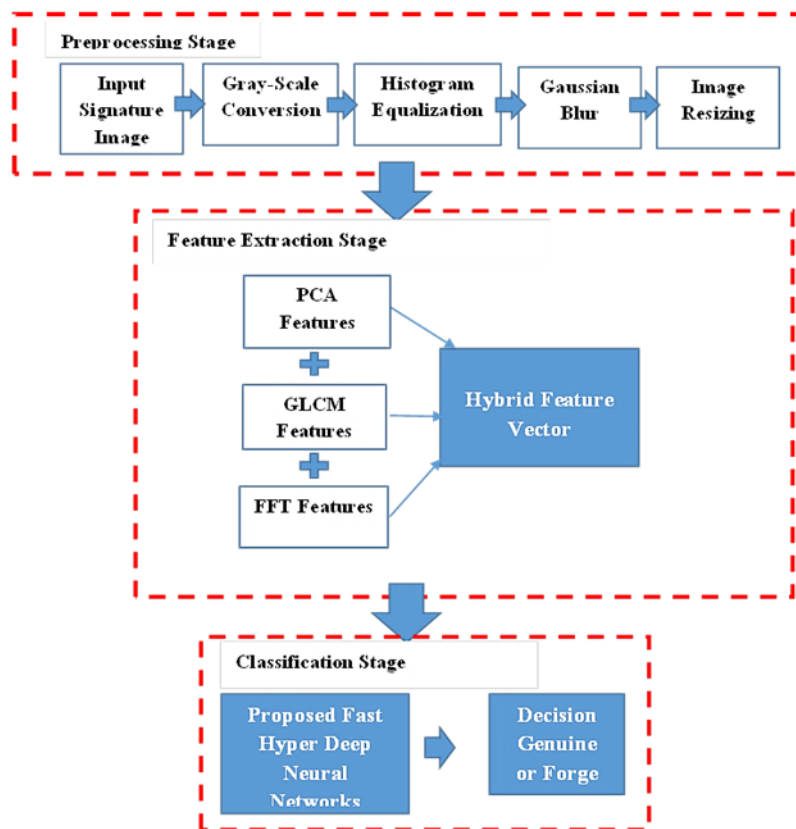 Preprocessing Stage
Input
Signature
Image
Gray-Scale
Conversion
Histogram
Equalization
Gaussian
Blur
Image
Resizing
Feature Extraction Stage
PCA
Features
GLCM
Features
FFT Features
Hybrid Feature
Vector
Classification Stage
Proposed Fast
Hyper Deep
Neural
Networks
Decision
Genuine
or Forge